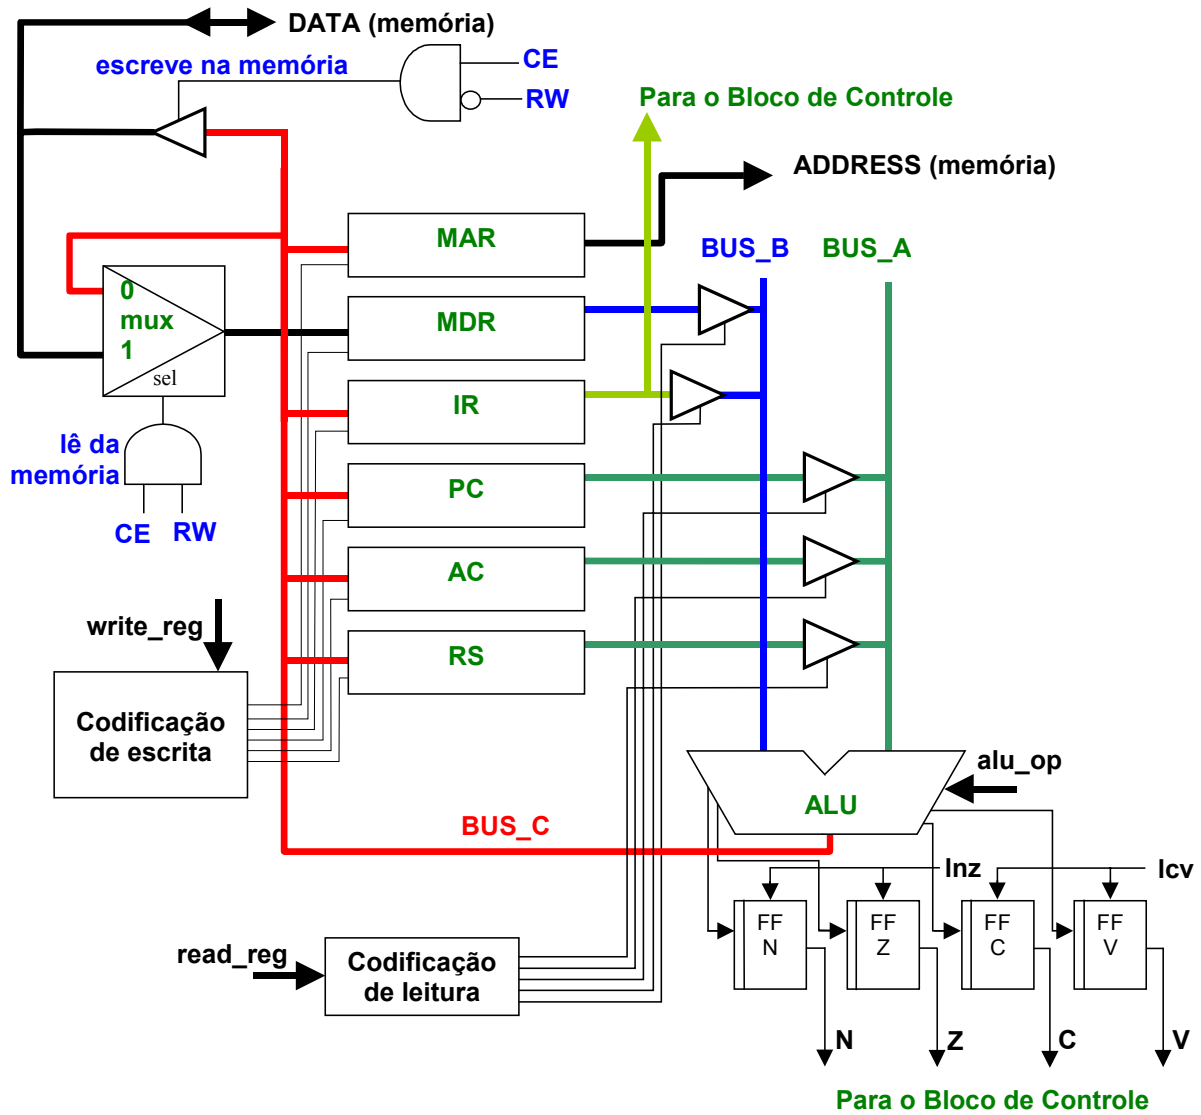 DATA (memória)
escreve na memória
CE
RW
Para o Bloco de Controle
ADDRESS (memória)
MAR
BUS_B
BUS_A
0
mux
1
sel
MDR
IR
lê da
memória
CE
RW
PC
AC
write_reg
RS
Codificação
de escrita
alu_op
ALU
BUS_C
lnz
lcv
FF
N
FF
Z
FF
C
FF
V
read_reg
Codificação
de leitura
N
Z
C
V
Para o Bloco de Controle